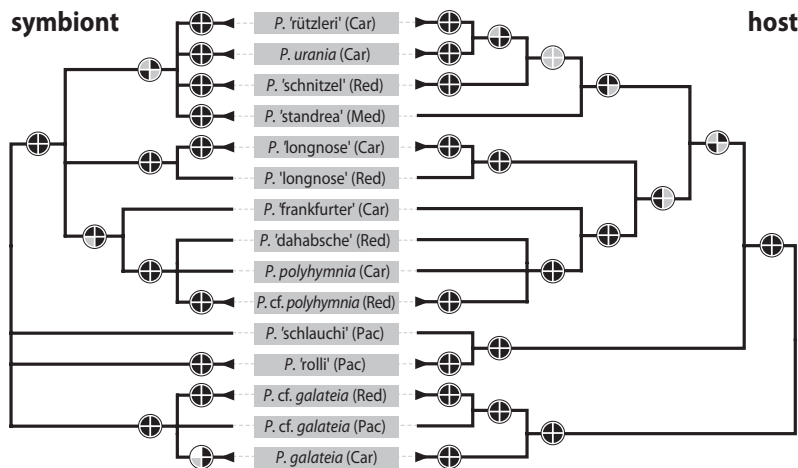 symbiont
host
P. 'rützleri' (Car)
P. urania (Car)
P. 'schnitzel' (Red)
P. 'standrea' (Med)
P. 'longnose' (Car)
P. 'longnose' (Red)
P. 'frankfurter' (Car)
P. 'dahabsche' (Red)
P. polyhymnia (Car)
P. cf. polyhymnia (Red)
P. 'schlauchi' (Pac)
P. 'rolli' (Pac)
P. cf. galateia (Red)
P. cf. galateia (Pac)
P. galateia (Car)